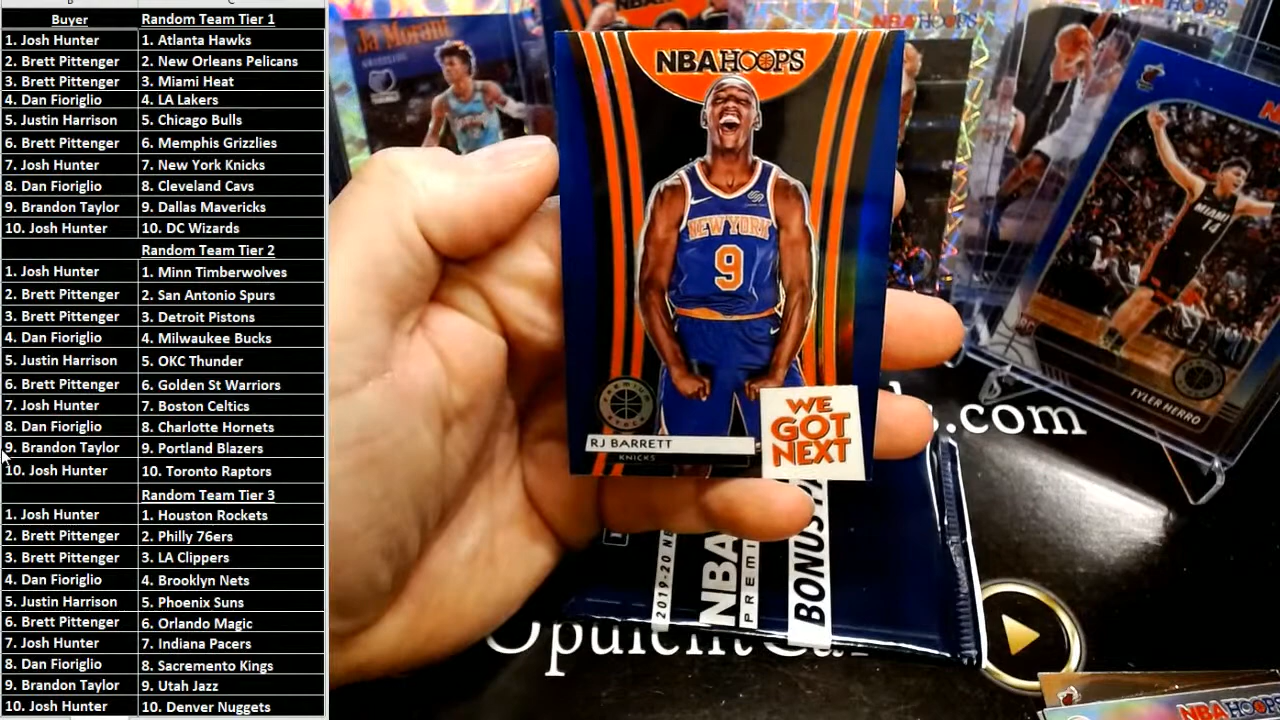 B C
Buyer Random Team Tier 1
1. Josh Hunter 1. Atlanta Hawks
2. Brett Pittenger 2. New Orleans Pelicans
3. Brett Pittenger 3. Miami Heat
4. Dan Fioriglio 4. LA Lakers
5. Justin Harrison 5. Chicago Bulls
6. Brett Pittenger 6. Memphis Grizzlies
7. Josh Hunter 7. New York Knicks
8. Dan Fioriglio 8. Cleveland Cavs
9. Brandon Taylor 9. Dallas Mavericks
10. Josh Hunter 10. DC Wizards
Random Team Tier 2
1. Josh Hunter 1. Minn Timberwolves
2. Brett Pittenger 2. San Antonio Spurs
3. Brett Pittenger 3. Detroit Pistons
4. Dan Fioriglio 4. Milwaukee Bucks
5. Justin Harrison 5. OKC Thunder
6. Brett Pittenger 6. Golden St Warriors
7. Josh Hunter 7. Boston Celtics
8. Dan Fioriglio 8. Charlotte Hornets
9. Brandon Taylor 9. Portland Blazers
10. Josh Hunter 10. Toronto Raptors
Random Team Tier 3
1. Josh Hunter 1. Houston Rockets
2. Brett Pittenger 2. Philly 76ers
3. Brett Pittenger 3. LA Clippers
4. Dan Fioriglio 4. Brooklyn Nets
5. Justin Harrison 5. Phoenix Suns
6. Brett Pittenger 6. Orlando Magic
7. Josh Hunter 7. Indiana Pacers
8. Dan Fioriglio 8. Sacremento Kings
9. Brandon Taylor 9. Utah Jazz
10. Josh Hunter 10. Denver Nuggets
Ja Morant
NBA HOOPS
NEW YORK
9
PREMIUM
RJ BARRETT
KNICKS
WE
GOT
NEXT
MIAMI
14
TYLER HERRO
s.com
2019-20
NBA
PREMI
BONUS
Opulent
NBA HOOPS